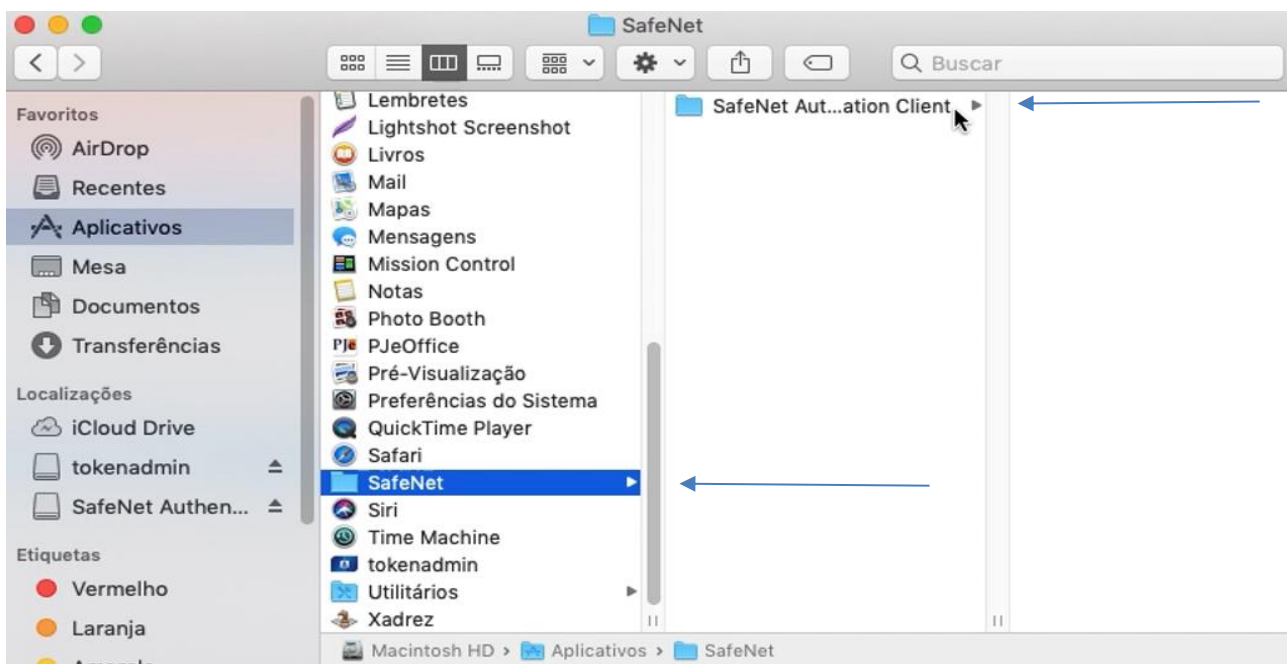 SafeNet
Buscar
Favoritos
AirDrop
Recentes
Aplicativos
Mesa
Documentos
Transferências
Localizações
iCloud Drive
tokenadmin
SafeNet Authen...
Etiquetas
Vermelho
Laranja
Lembretes
Lightshot Screenshot
Livros
Mail
Mapas
Mensagens
Mission Control
Notas
Photo Booth
PJe PJeOffice
Pré-Visualização
Preferências do Sistema
QuickTime Player
Safari
SafeNet
Siri
Time Machine
tokenadmin
Utilitários
Xadrez
SafeNet Aut...ation Client
Macintosh HD › Aplicativos › SafeNet